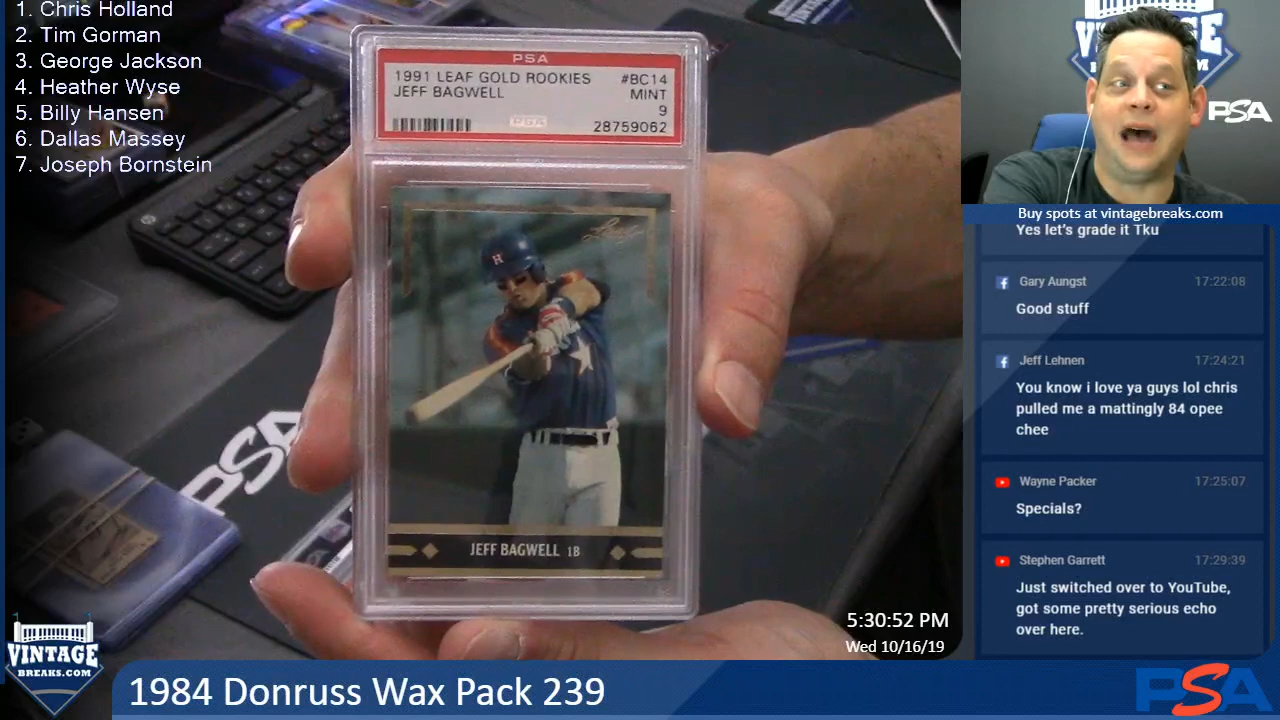 1. Chris Holland
2. Tim Gorman
3. George Jackson
4. Heather Wyse
5. Billy Hansen
6. Dallas Massey
7. Joseph Bornstein
PSA
1991 LEAF GOLD ROOKIES #BC14
JEFF BAGWELL MINT
9
PSA
28759062
Leaf
H
JEFF BAGWELL 1B
PSA
BREAKS.COM
PSA
Buy spots at vintagebreaks.com
Yes let's grade it Tku
Gary Aungst 17:22:08
Good stuff
Jeff Lehnen 17:24:21
You know i love ya guys lol chris
pulled me a mattingly 84 opee
chee
Wayne Packer 17:25:07
Specials?
Stephen Garrett 17:29:39
Just switched over to YouTube,
got some pretty serious echo
over here.
5:30:52 PM
Wed 10/16/19
VINTAGE
BREAKS.COM
1984 Donruss Wax Pack 239
PSA